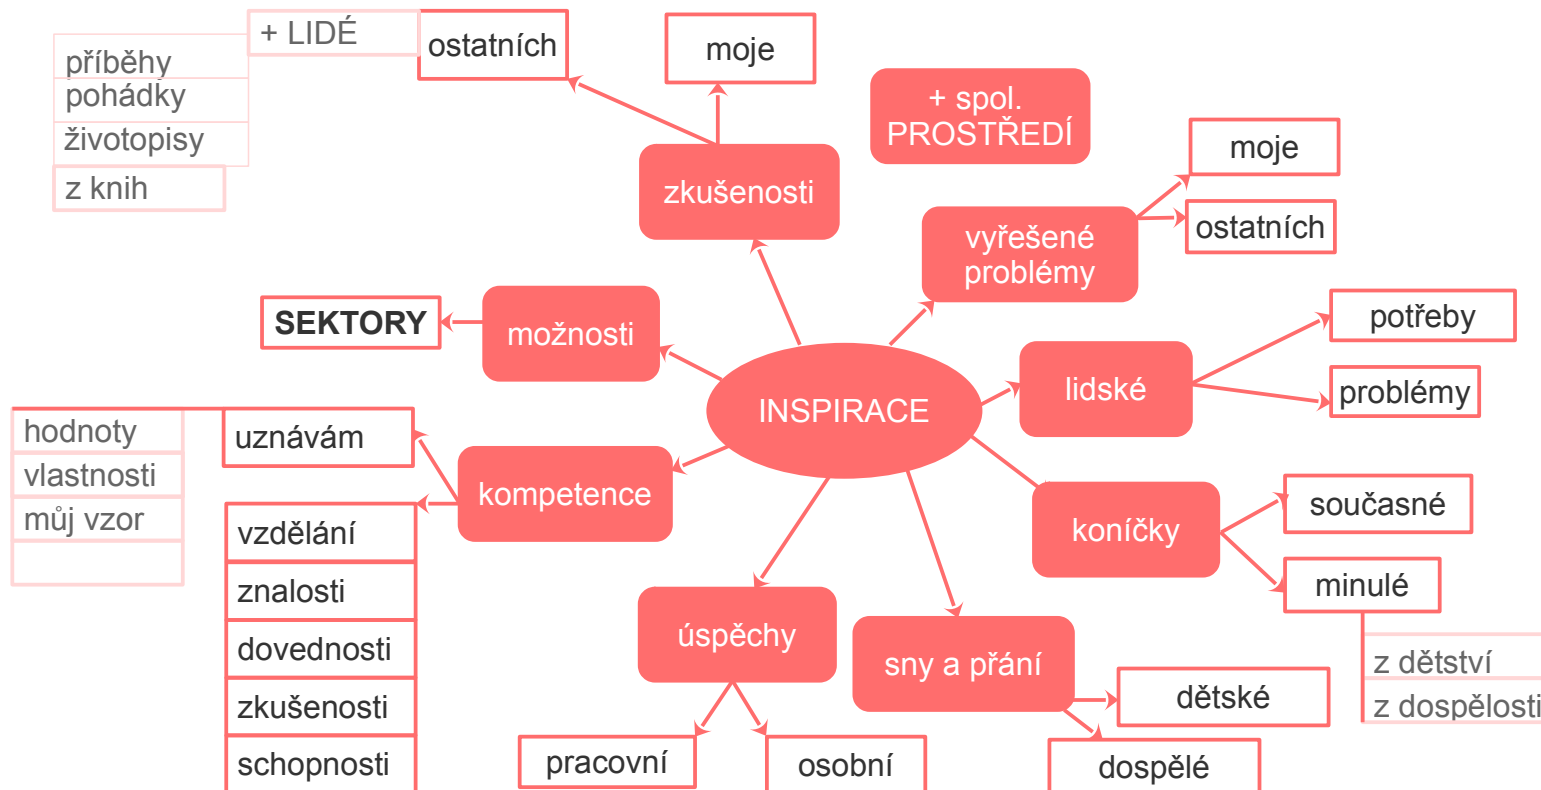 + LIDÉ
ostatních
moje
příběhy
pohádky
životopisy
z knih
+ spol.
PROSTŘEDÍ
zkušenosti
moje
ostatních
vyřešené
problémy
SEKTORY
možnosti
potřeby
lidské
problémy
INSPIRACE
hodnoty
vlastnosti
můj vzor
uznávám
kompetence
vzdělání
znalosti
dovednosti
zkušenosti
schopnosti
koníčky
současné
minulé
z dětství
z dospělosti
úspěchy
pracovní
osobní
sny a přání
dětské
dospělé